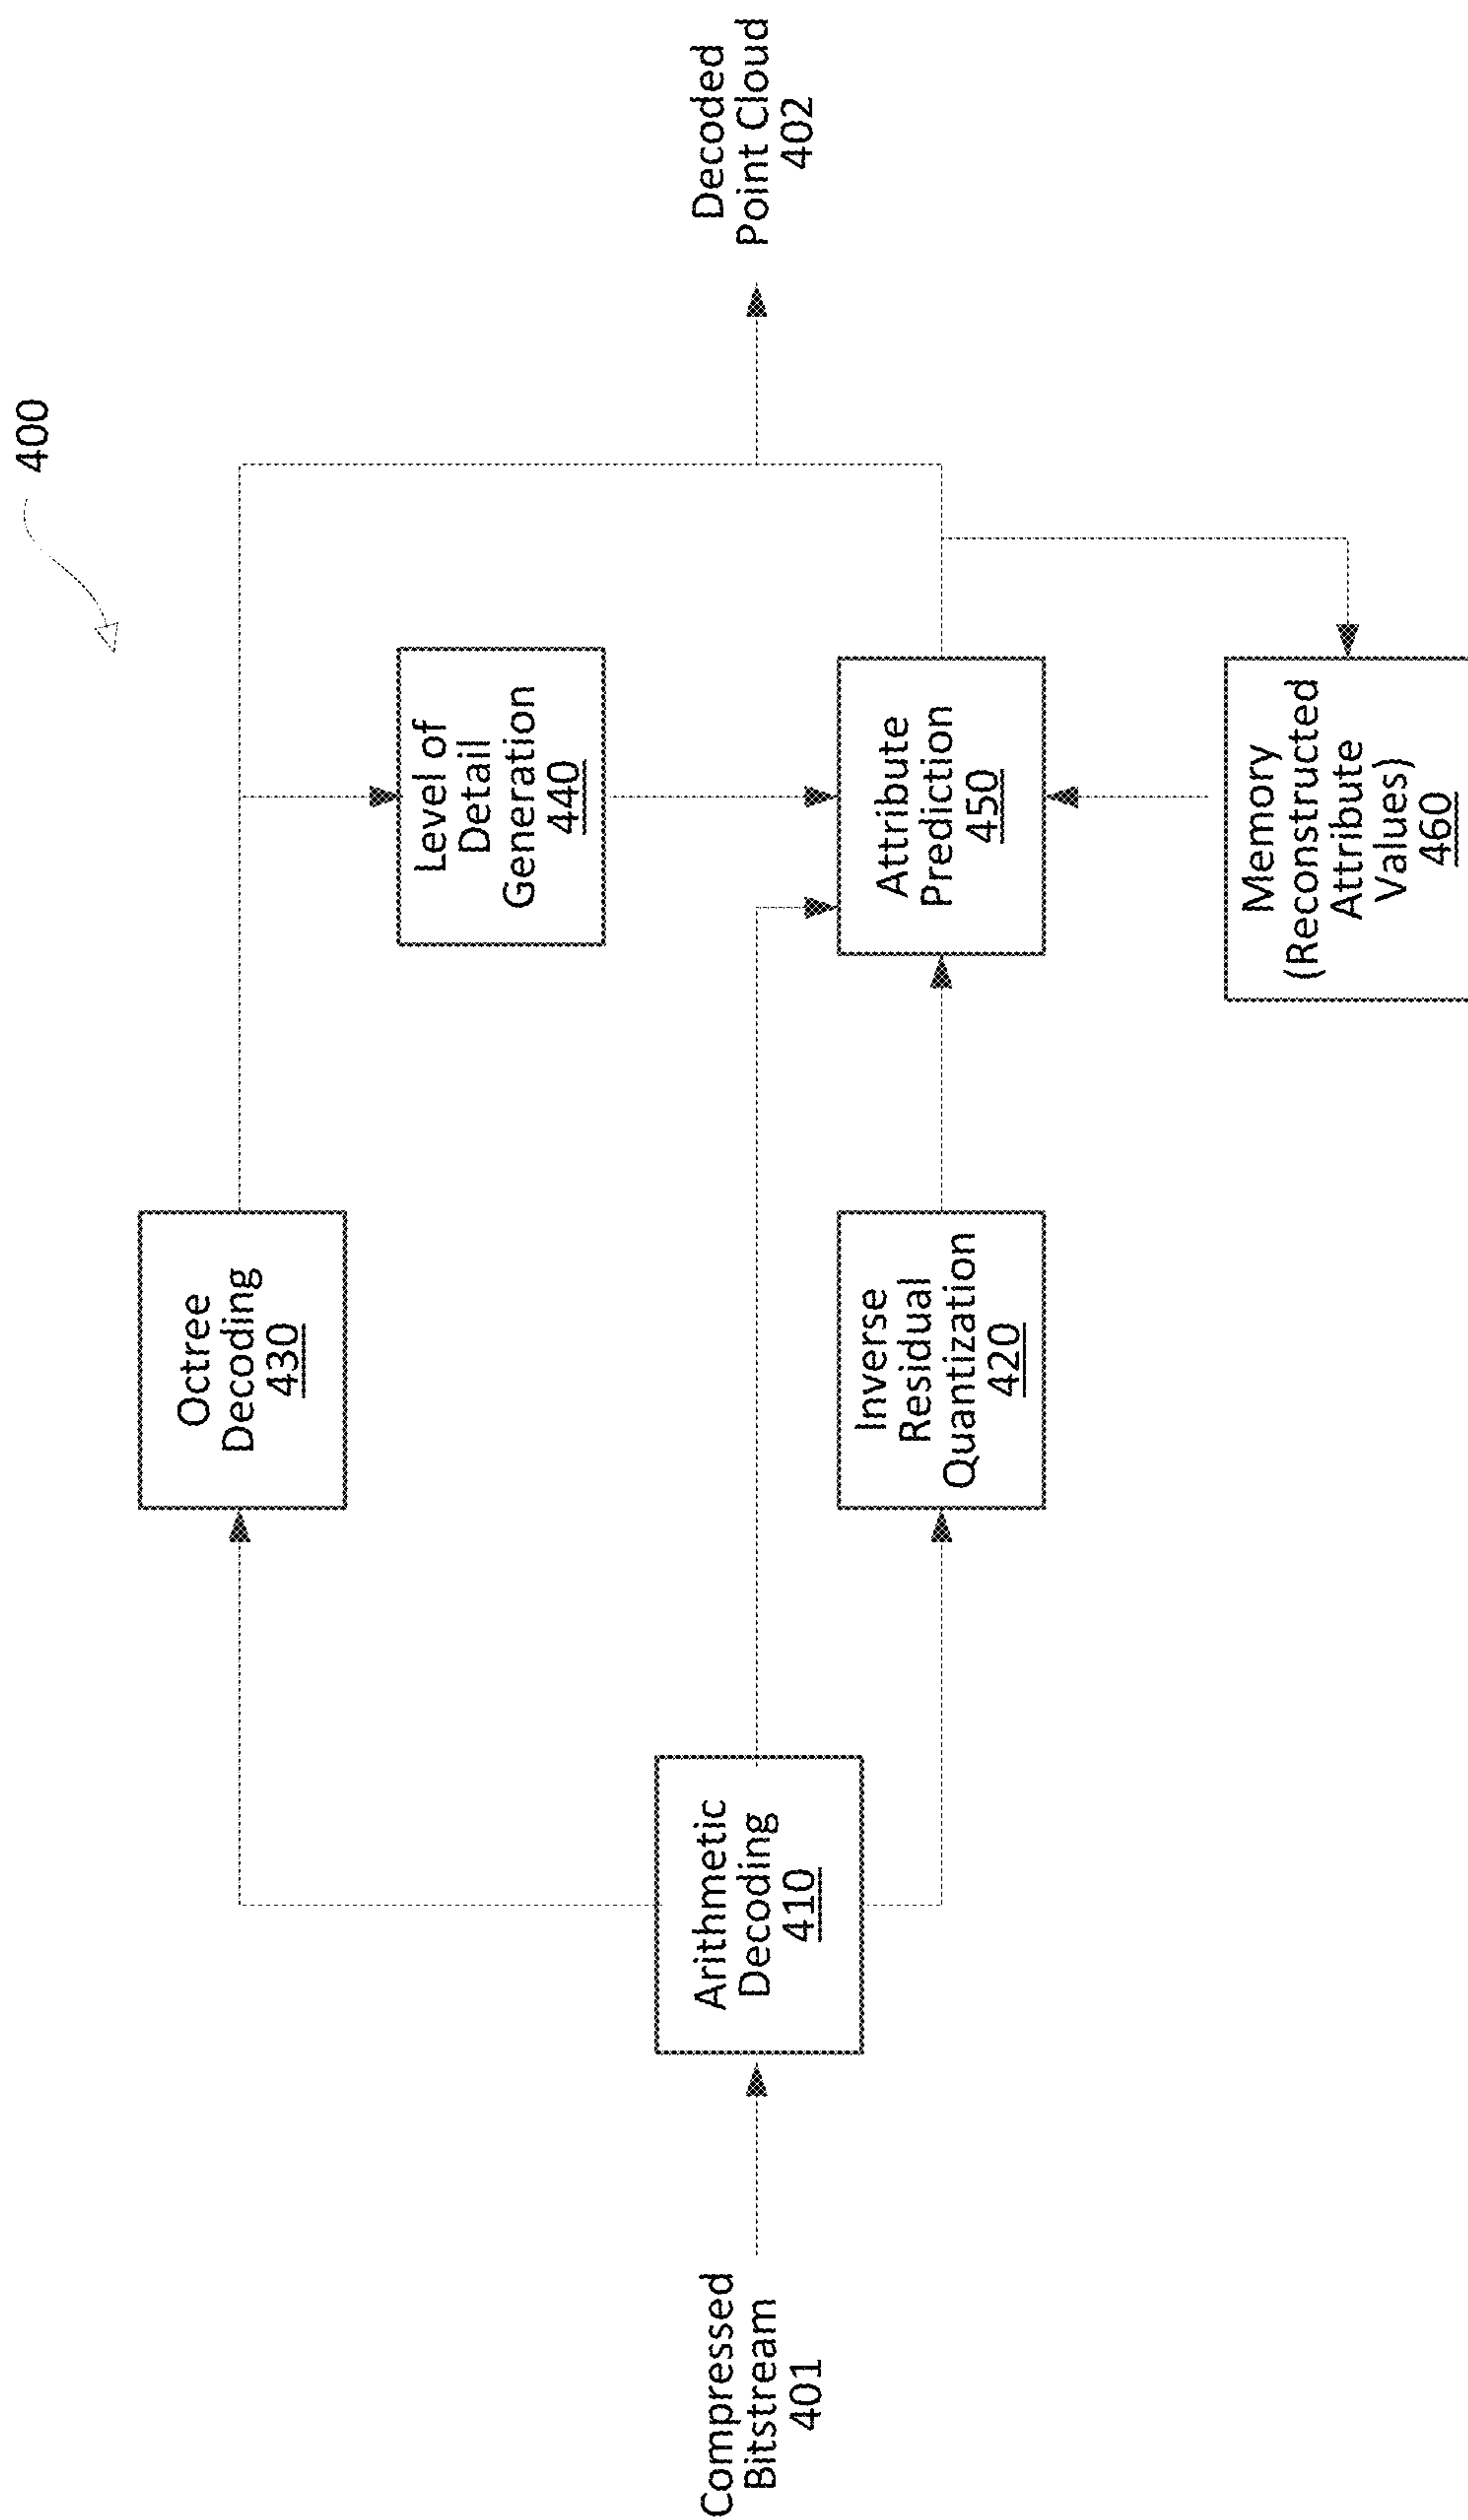 400
Octree
Decoding
430
Level of
Detail
Generation
440
Compressed
Bitstream
401
Arithmetic
Decoding
410
Decoded
Point Cloud
402
Inverse
Residual
Quantization
420
Attribute
Prediction
450
Memory
(Reconstructed
Attribute
Values)
460